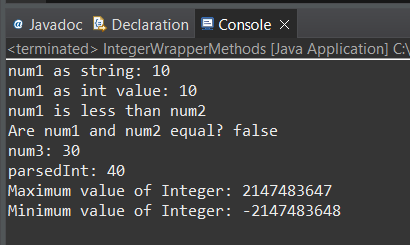 @ Javadoc Declaration Console ×
<terminated> IntegerWrapperMethods [Java Application] C:\
num1 as string: 10
num1 as int value: 10
num1 is less than num2
Are num1 and num2 equal? false
num3: 30
parsedInt: 40
Maximum value of Integer: 2147483647
Minimum value of Integer: -2147483648